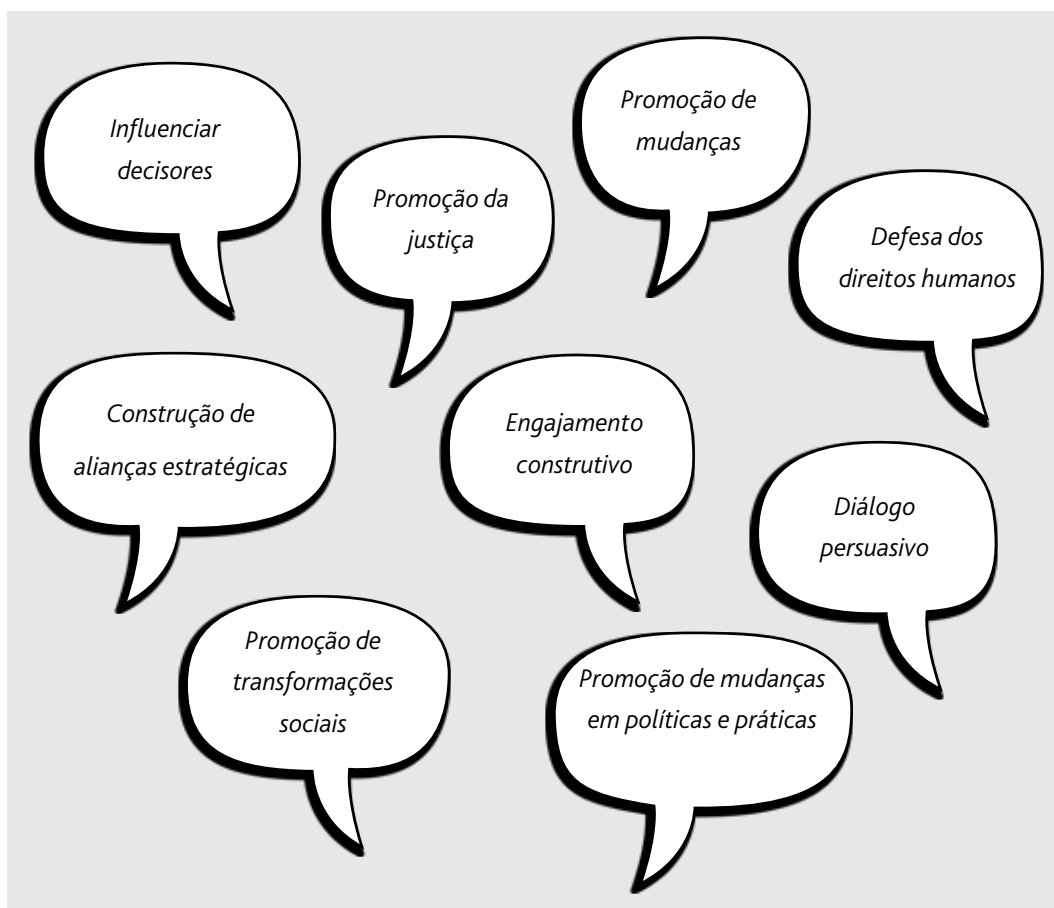 Influenciar
decisores
Promoção da
justiça
Promoção de
mudanças
Defesa dos
direitos humanos
Construção de
alianças estratégicas
Engajamento
construtivo
Diálogo
persuasivo
Promoção de
transformações
sociais
Promoção de mudanças
em políticas e práticas